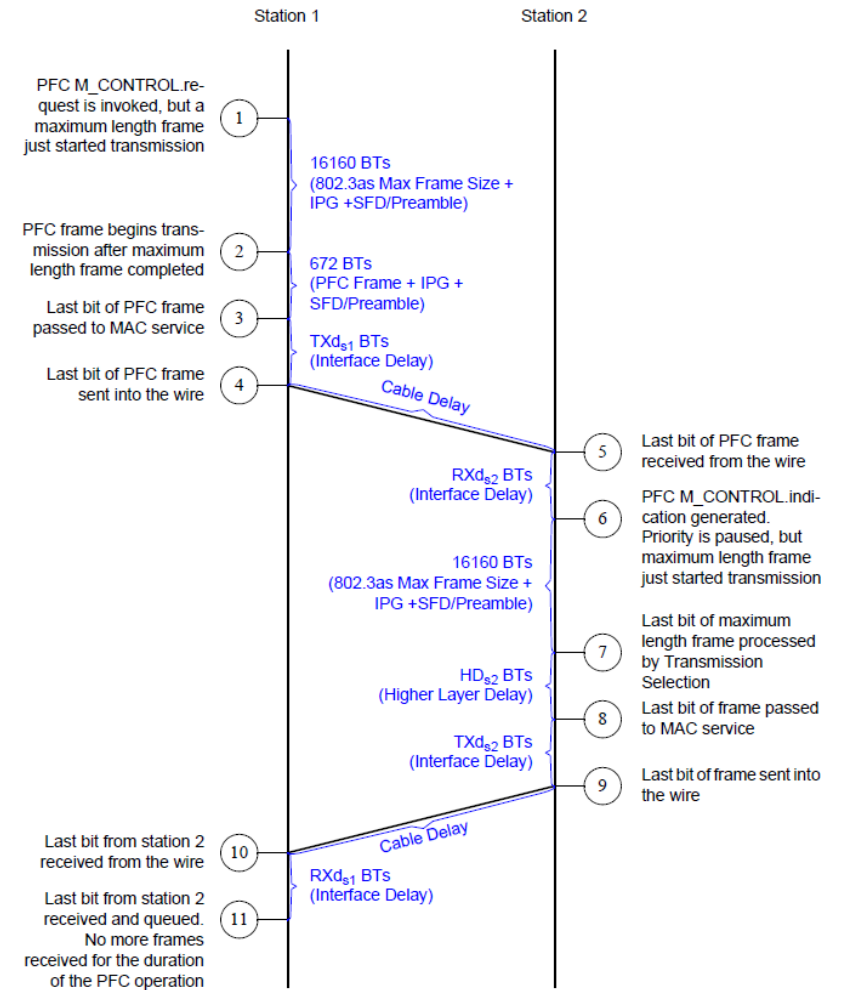 Station 1
Station 2
PFC M_CONTROL.re-
quest is invoked, but a
maximum length frame
just started transmission
1
16160 BTs
(802.3as Max Frame Size +
IPG +SFD/Preamble)
PFC frame begins trans-
mission after maximum
length frame completed
2
672 BTs
(PFC Frame + IPG +
SFD/Preamble)
Last bit of PFC frame
passed to MAC service
3
TXds1 BTs
(Interface Delay)
Last bit of PFC frame
sent into the wire
4
Cable Delay
5
Last bit of PFC frame
received from the wire
RXds2 BTs
(Interface Delay)
6
PFC M_CONTROL.indi-
cation generated.
Priority is paused, but
maximum length frame
just started transmission
16160 BTs
(802.3as Max Frame Size +
IPG +SFD/Preamble)
7
Last bit of maximum
length frame processed
by Transmission
Selection
HDs2 BTs
(Higher Layer Delay)
8
Last bit of frame passed
to MAC service
TXds2 BTs
(Interface Delay)
9
Last bit of frame sent into
the wire
Cable Delay
Last bit from station 2
received from the wire
10
RXds1 BTs
(Interface Delay)
Last bit from station 2
received and queued.
No more frames
received for the duration
of the PFC operation
11